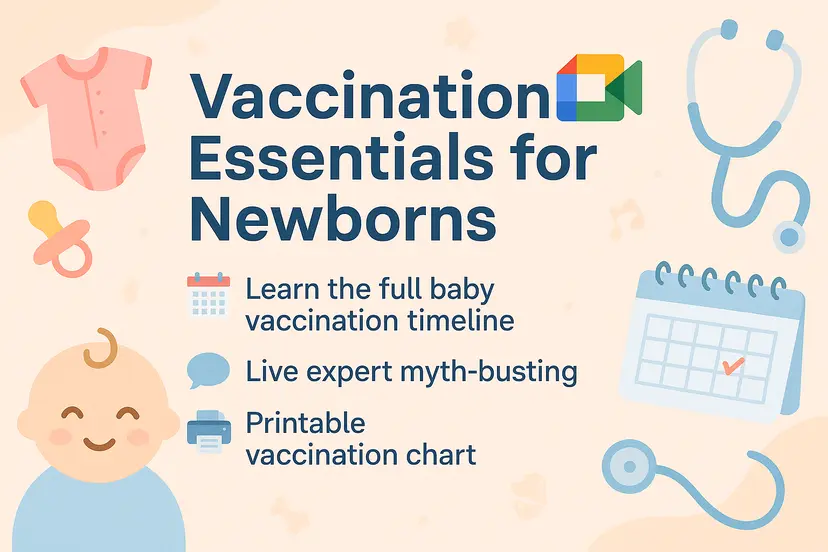 Vaccination
Essentials for
Newborns
Learn the full baby
vaccination timeline
Live expert myth-busting
Printable
vaccination chart